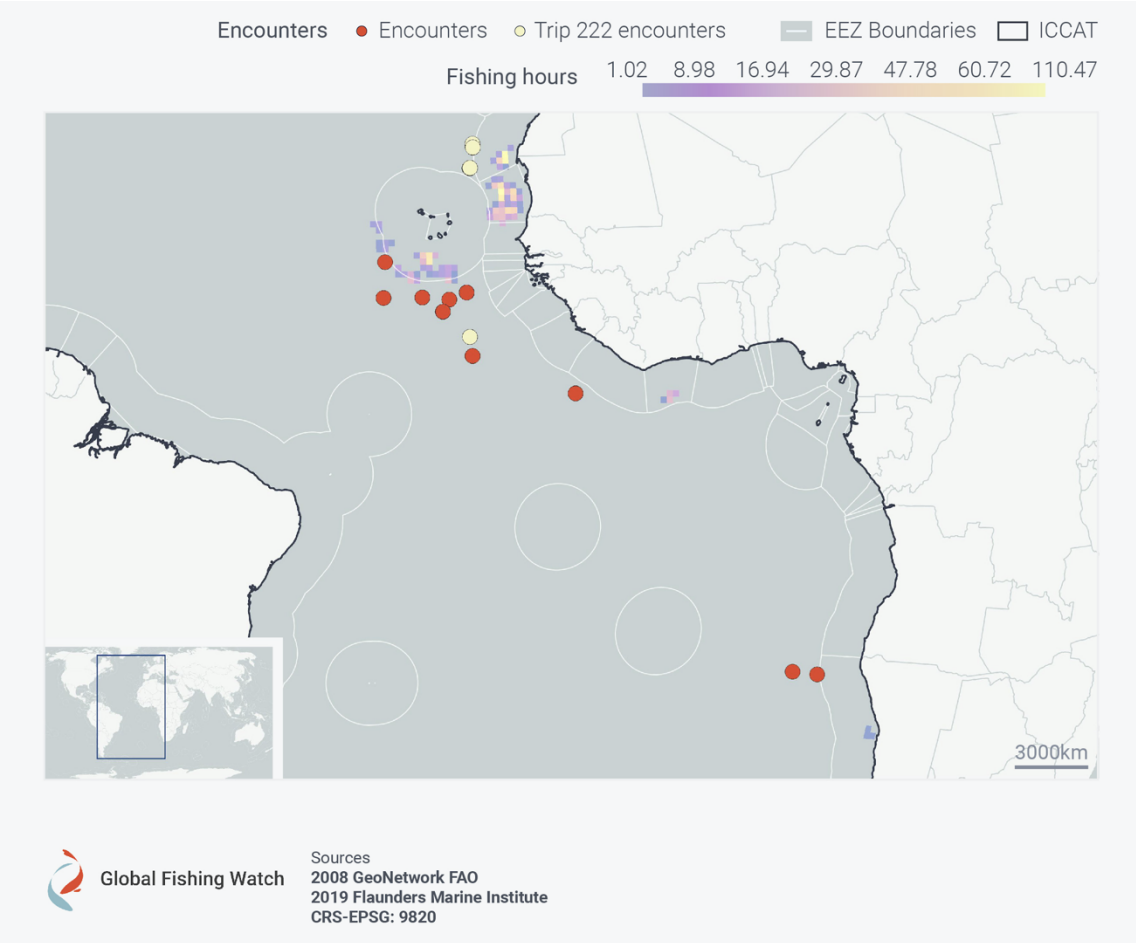 Encounters Encounters Trip 222 encounters EEZ Boundaries ICCAT
Fishing hours 1.02 8.98 16.94 29.87 47.78 60.72 110.47
3000km
Global Fishing Watch
Sources
2008 GeoNetwork FAO
2019 Flaunders Marine Institute
CRS-EPSG: 9820